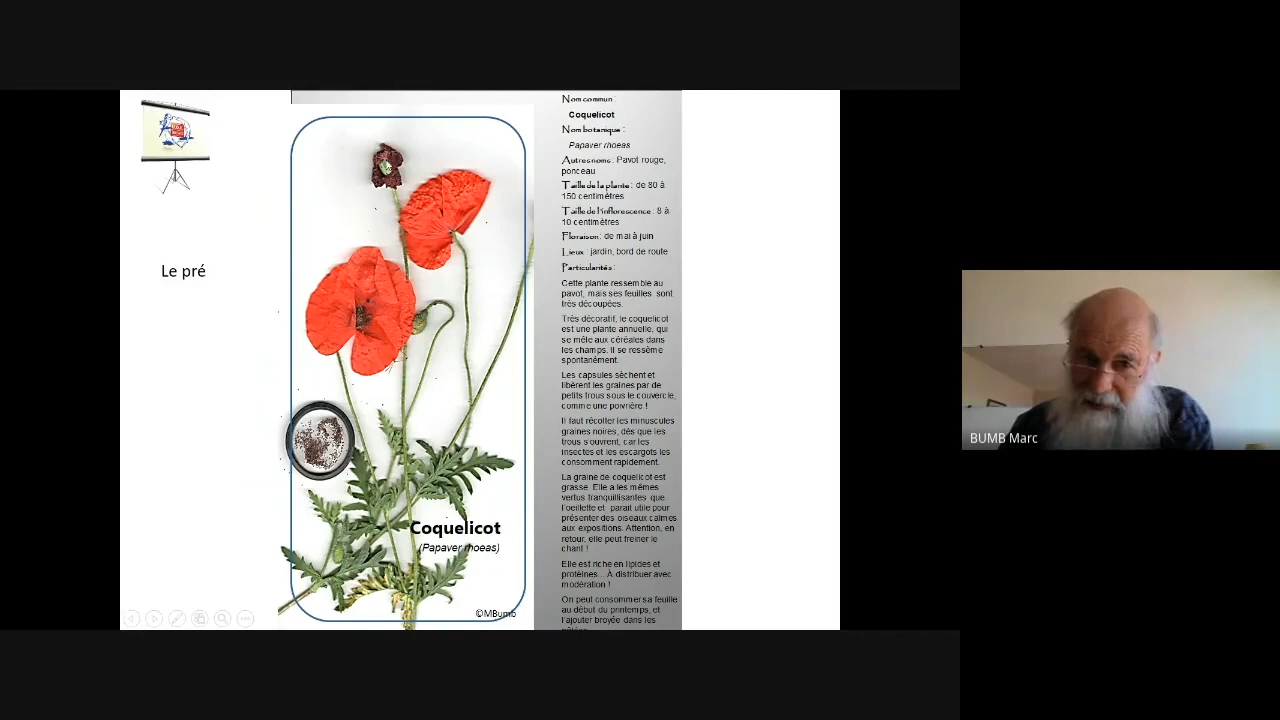 Le pré
Coquelicot
(Papaver rhoeas)
©MBumb
Nom commun :
Coquelicot
Nom botanique :
Papaver rhoeas
Autres noms : Pavot rouge,
ponceau
Taille de la plante : de 80 à
150 centimètres
Taille de l'inflorescence : 8 à
10 centimètres
Floraison : de mai à juin
Lieux : jardin, bord de route
Particularités :
Cette plante ressemble au
pavot, mais ses feuilles sont
très découpées.
Très décoratif, le coquelicot
est une plante annuelle, qui
se mêle aux céréales dans
les champs. Il se ressème
spontanément.
Les capsules sèchent et
libèrent les graines par de
petits trous sous le couvercle,
comme une poivrière !
Il faut récolter les minuscules
graines noires, dès que les
trous s'ouvrent, car les
insectes et les escargots les
consomment rapidement.
La graine de coquelicot est
grasse. Elle a les mêmes
vertus tranquillisantes que
l'oeillette et parait utile pour
présenter des oiseaux calmes
aux expositions. Attention, en
retour, elle peut freiner le
chant !
Elle est riche en lipides et
protéines... À distribuer avec
modération !
On peut consommer sa feuille
au début du printemps, et
l'ajouter broyée dans les
BUMB Marc